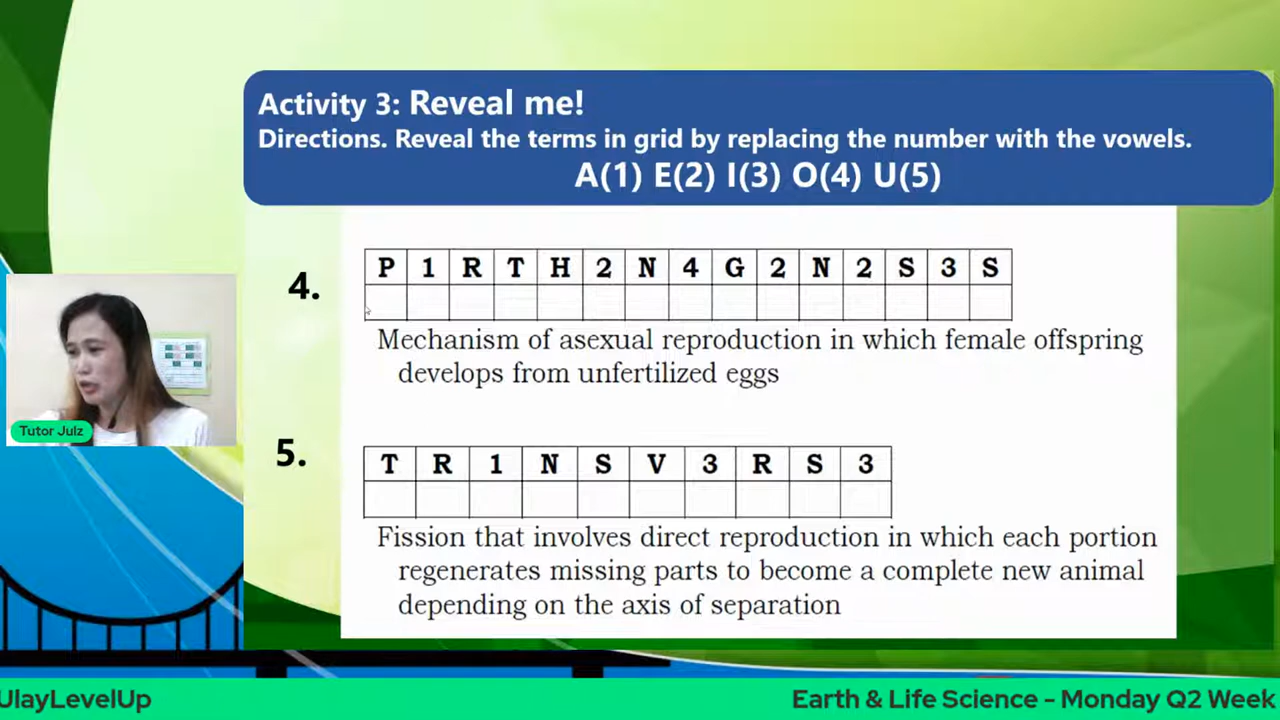 Activity 3: Reveal me!
Directions. Reveal the terms in grid by replacing the number with the vowels.
A(1) E(2) I(3) O(4) U(5)
4.
P 1 R T H 2 N 4 G 2 N 2 S 3 S
Mechanism of asexual reproduction in which female offspring
develops from unfertilized eggs
5.
T R 1 N S V 3 R S 3
Fission that involves direct reproduction in which each portion
regenerates missing parts to become a complete new animal
depending on the axis of separation
Tutor Julz
UlayLevelUp
Earth & Life Science - Monday Q2 Week